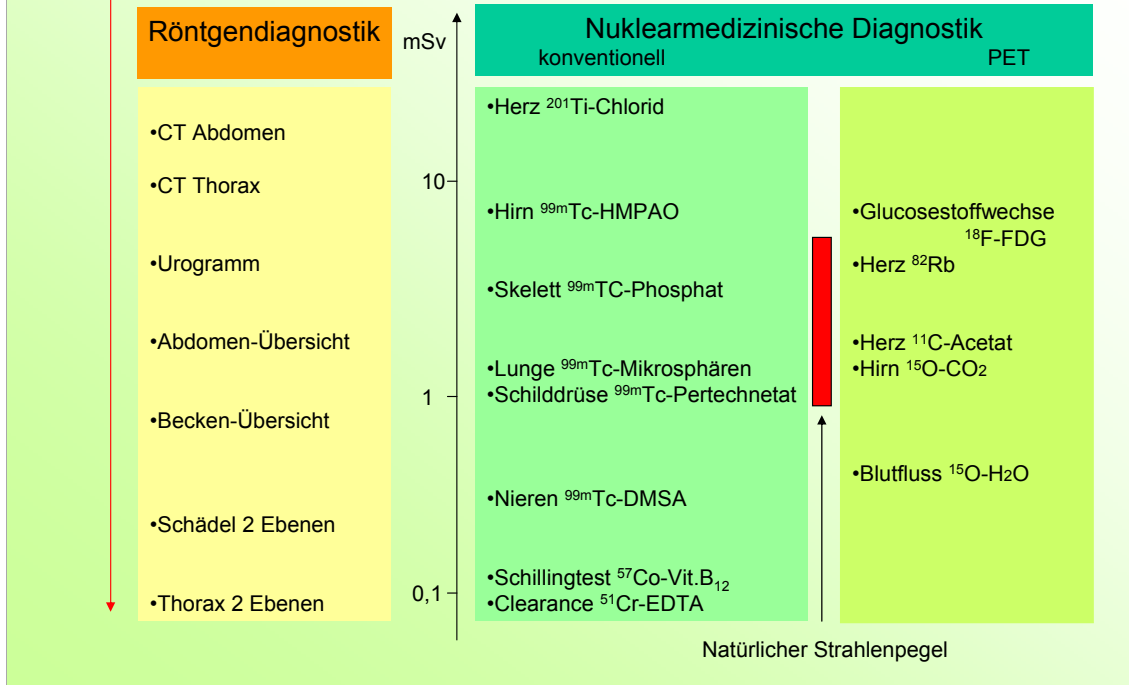 Röntgendiagnostik
mSv
Nuklearmedizinische Diagnostik
konventionell
PET
•CT Abdomen
•CT Thorax
•Urogramm
•Abdomen-Übersicht
•Becken-Übersicht
•Schädel 2 Ebenen
•Thorax 2 Ebenen
10
1
0,1
•Herz ²⁰¹Ti-Chlorid
•Hirn ⁹⁹ᵐTc-HMPAO
•Skelett ⁹⁹ᵐTC-Phosphat
•Lunge ⁹⁹ᵐTc-Mikrosphären
•Schilddrüse ⁹⁹ᵐTc-Pertechnetat
•Nieren ⁹⁹ᵐTc-DMSA
•Schillingtest ⁵⁷Co-Vit.B₁₂
•Clearance ⁵¹Cr-EDTA
•Glucosestoffwechse
¹⁸F-FDG
•Herz ⁸²Rb
•Herz ¹¹C-Acetat
•Hirn ¹⁵O-CO₂
•Blutfluss ¹⁵O-H₂O
Natürlicher Strahlenpegel